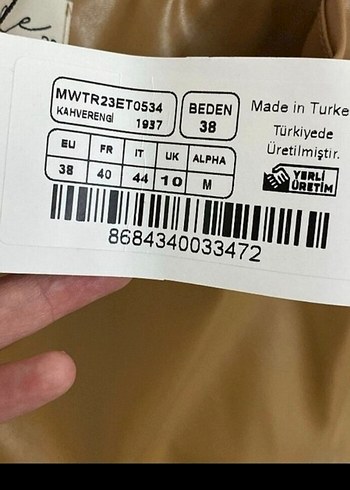 MWTR23ET0534
KAHVERENGİ 1937
BEDEN
38
Made in Turke
Türkiyede
Üretilmiştir.
YERLİ
ÜRETİM
EU FR IT UK ALPHA
38 40 44 10 M
8684340033472